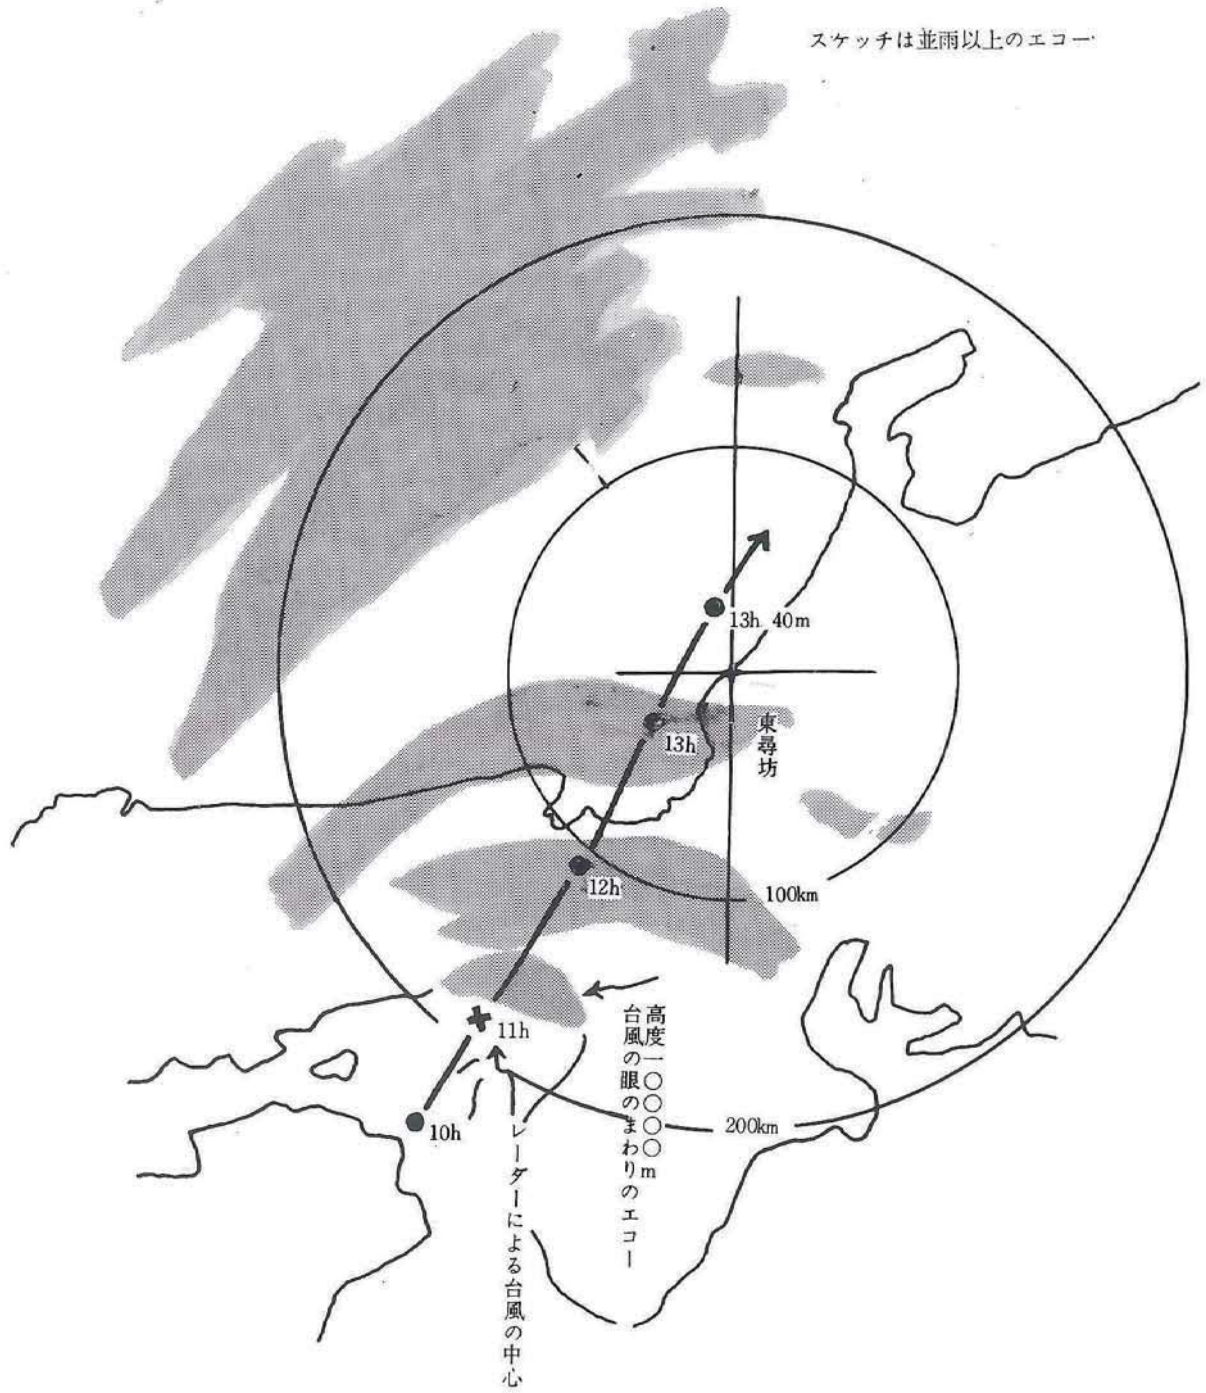 スケッチは並雨以上のエコー
13h 40m
東尋坊
13h
12h
100km
11h
高度一〇〇〇〇m
台風の眼のまわりのエコー
10h
200km
レーダーによる台風の中心